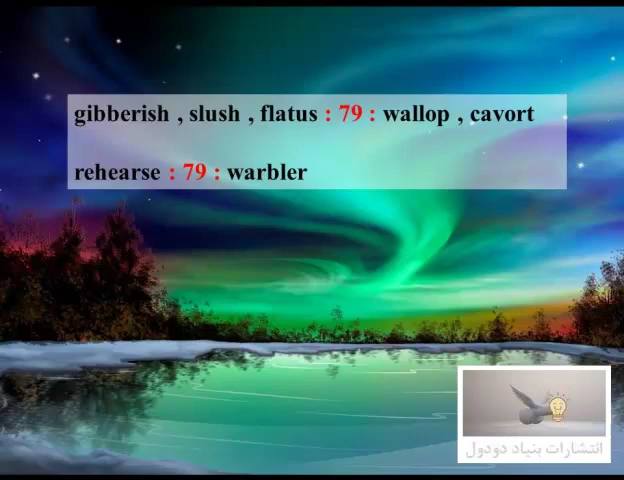 gibberish , slush , flatus : 79 : wallop , cavort
rehearse : 79 : warbler
انتشارات بنیاد دودول